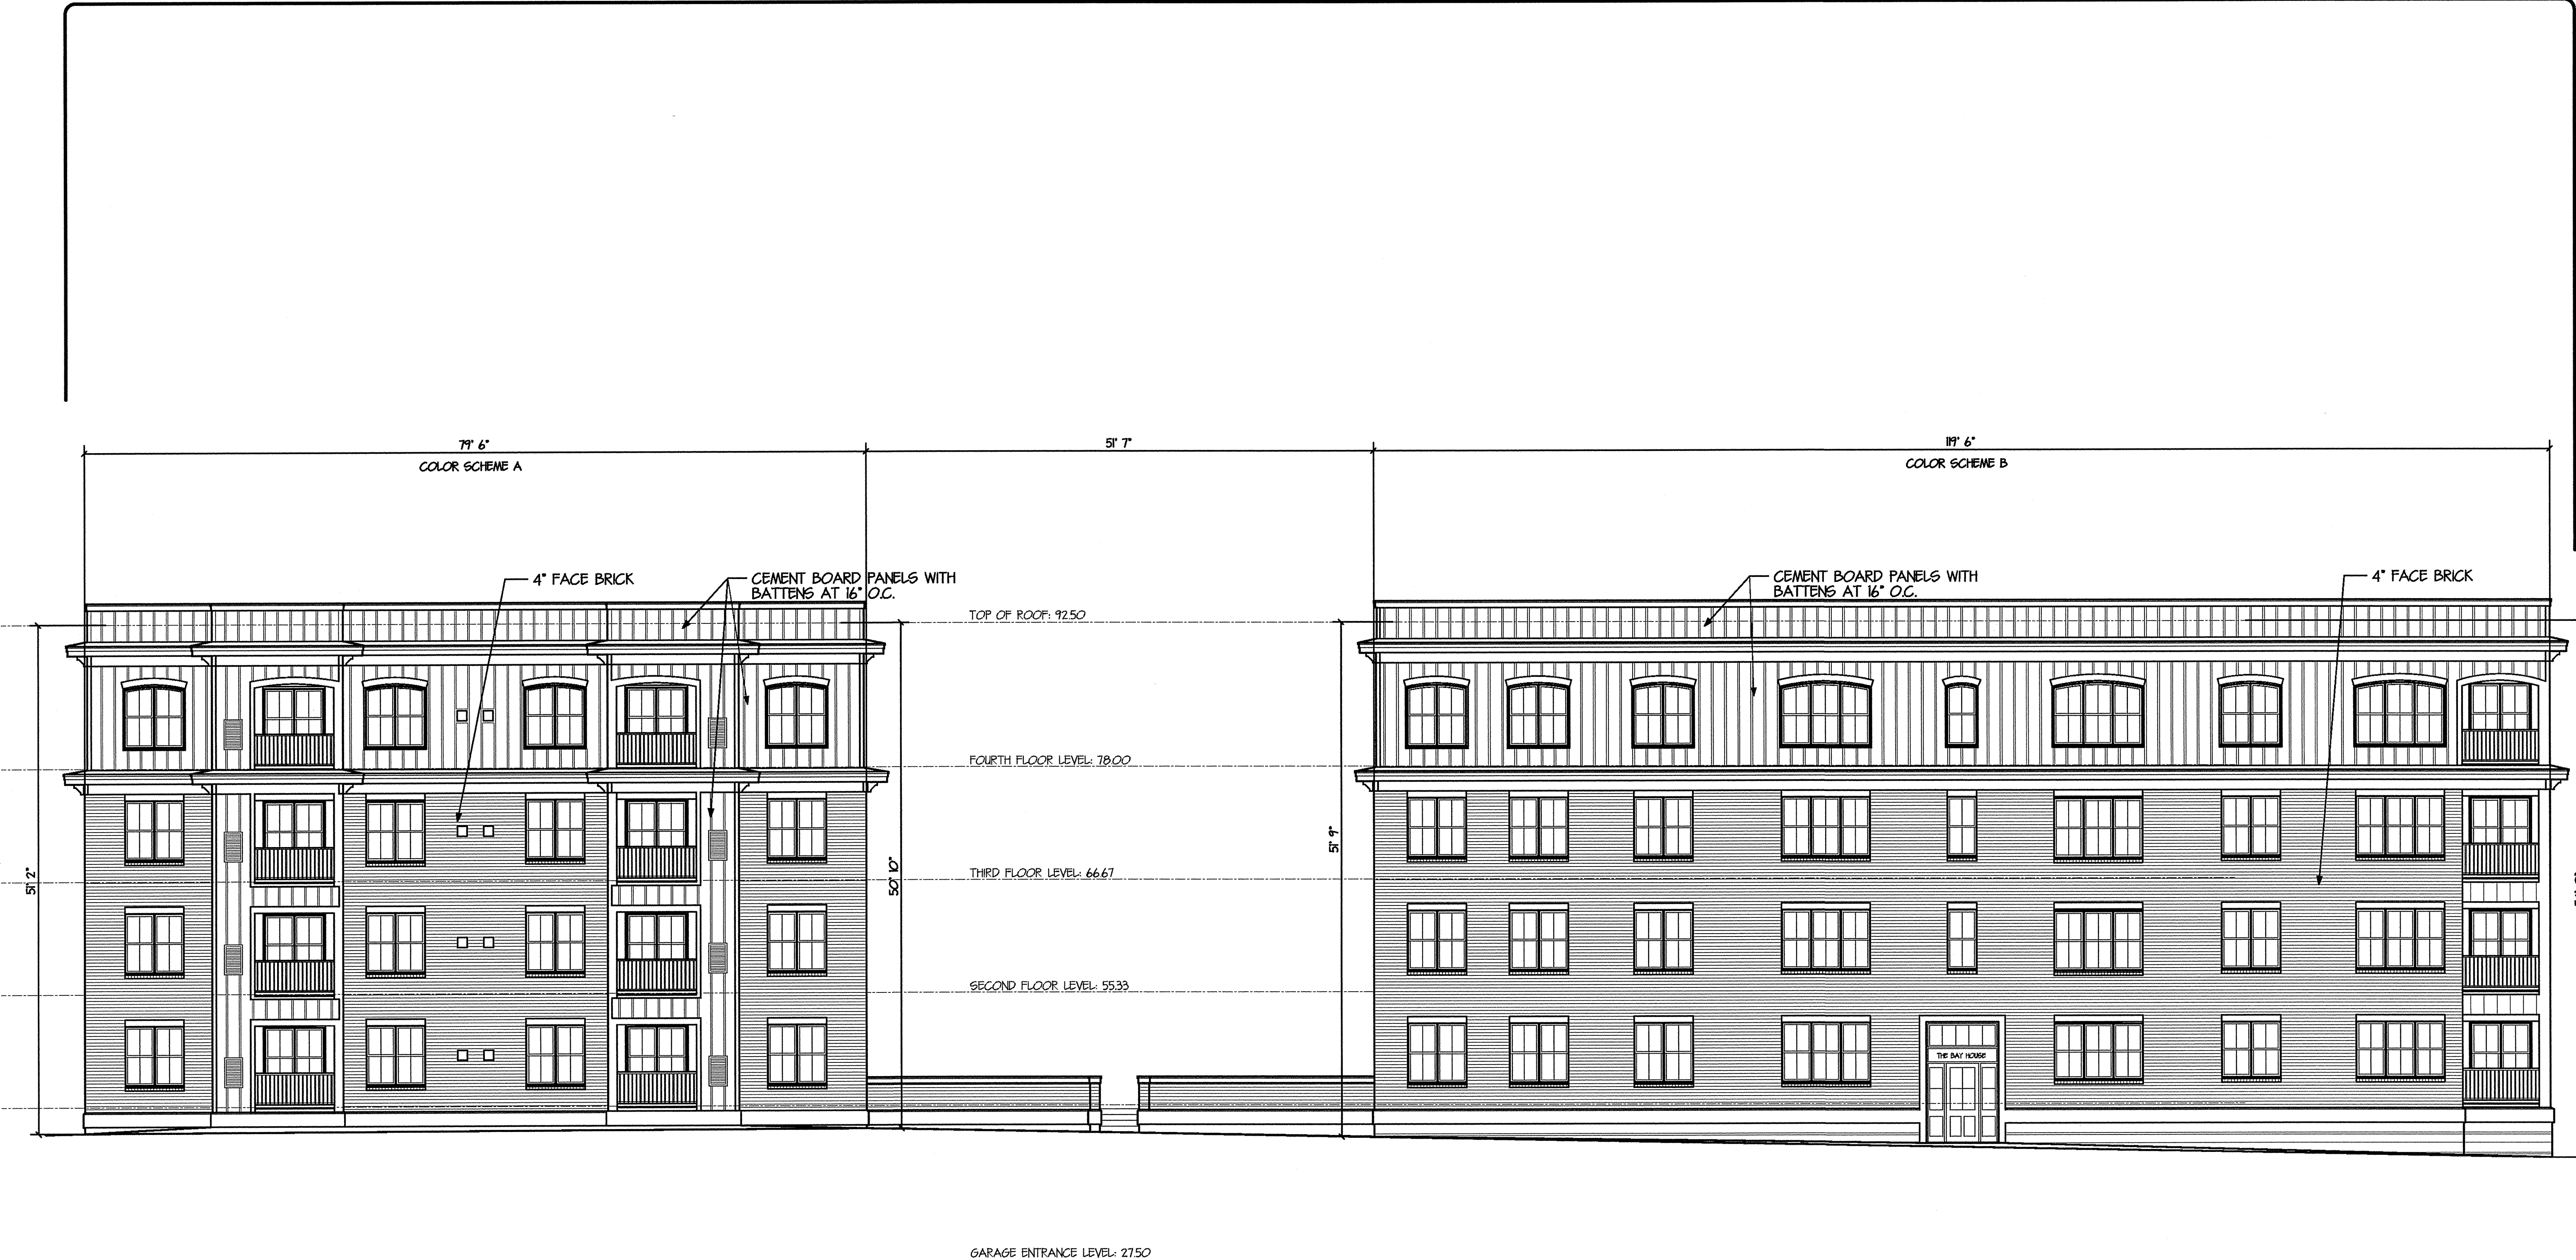 79' 6"
51' 7"
119' 6"
COLOR SCHEME A
COLOR SCHEME B
4" FACE BRICK
CEMENT BOARD PANELS WITH
BATTENS AT 16" O.C.
CEMENT BOARD PANELS WITH
BATTENS AT 16" O.C.
4" FACE BRICK
TOP OF ROOF: 92.50
FOURTH FLOOR LEVEL: 78.00
51' 9"
THIRD FLOOR LEVEL: 66.67
51' 2"
50' 10"
SECOND FLOOR LEVEL: 55.33
THE BAY HOUSE
GARAGE ENTRANCE LEVEL: 27.50